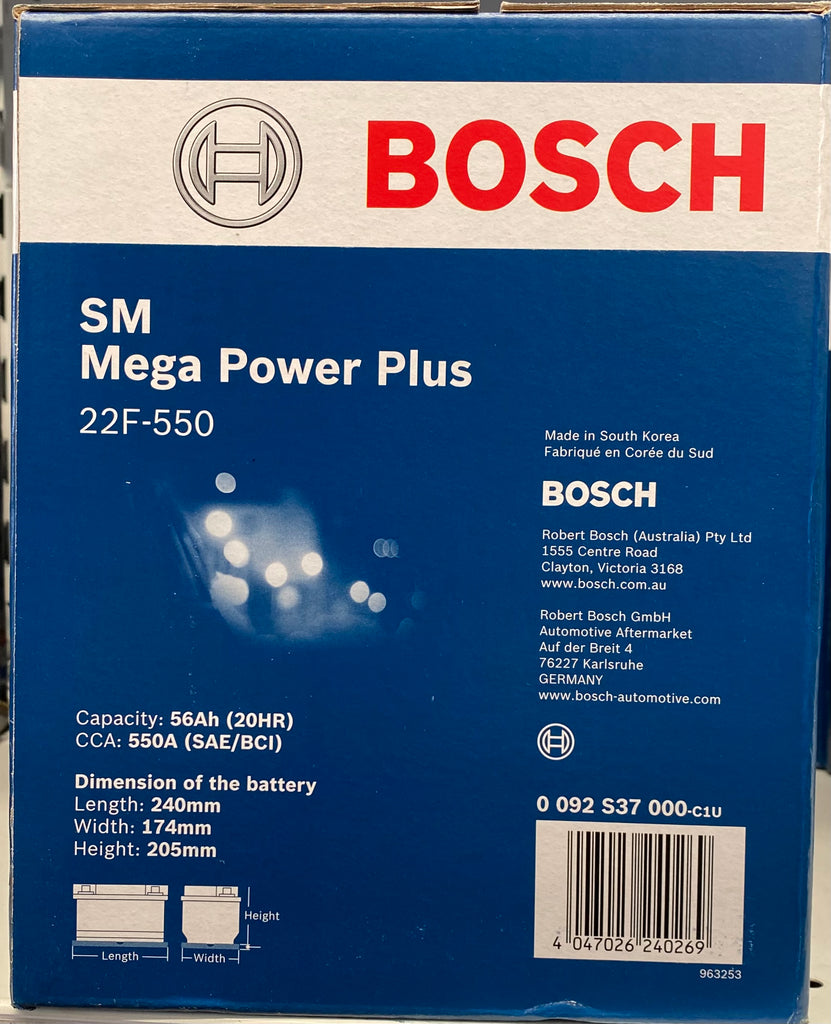 BOSCH
SM
Mega Power Plus
22F-550
Made in South Korea
Fabriqué en Corée du Sud
BOSCH
Robert Bosch (Australia) Pty Ltd
1555 Centre Road
Clayton, Victoria 3168
www.bosch.com.au
Robert Bosch GmbH
Automotive Aftermarket
Auf der Breit 4
76227 Karlsruhe
GERMANY
www.bosch-automotive.com
Capacity: 56Ah (20HR)
CCA: 550A (SAE/BCI)
Dimension of the battery
Length: 240mm
Width: 174mm
Height: 205mm
Height
Length
Width
0 092 S37 000-C1U
4 047026 240269
963253